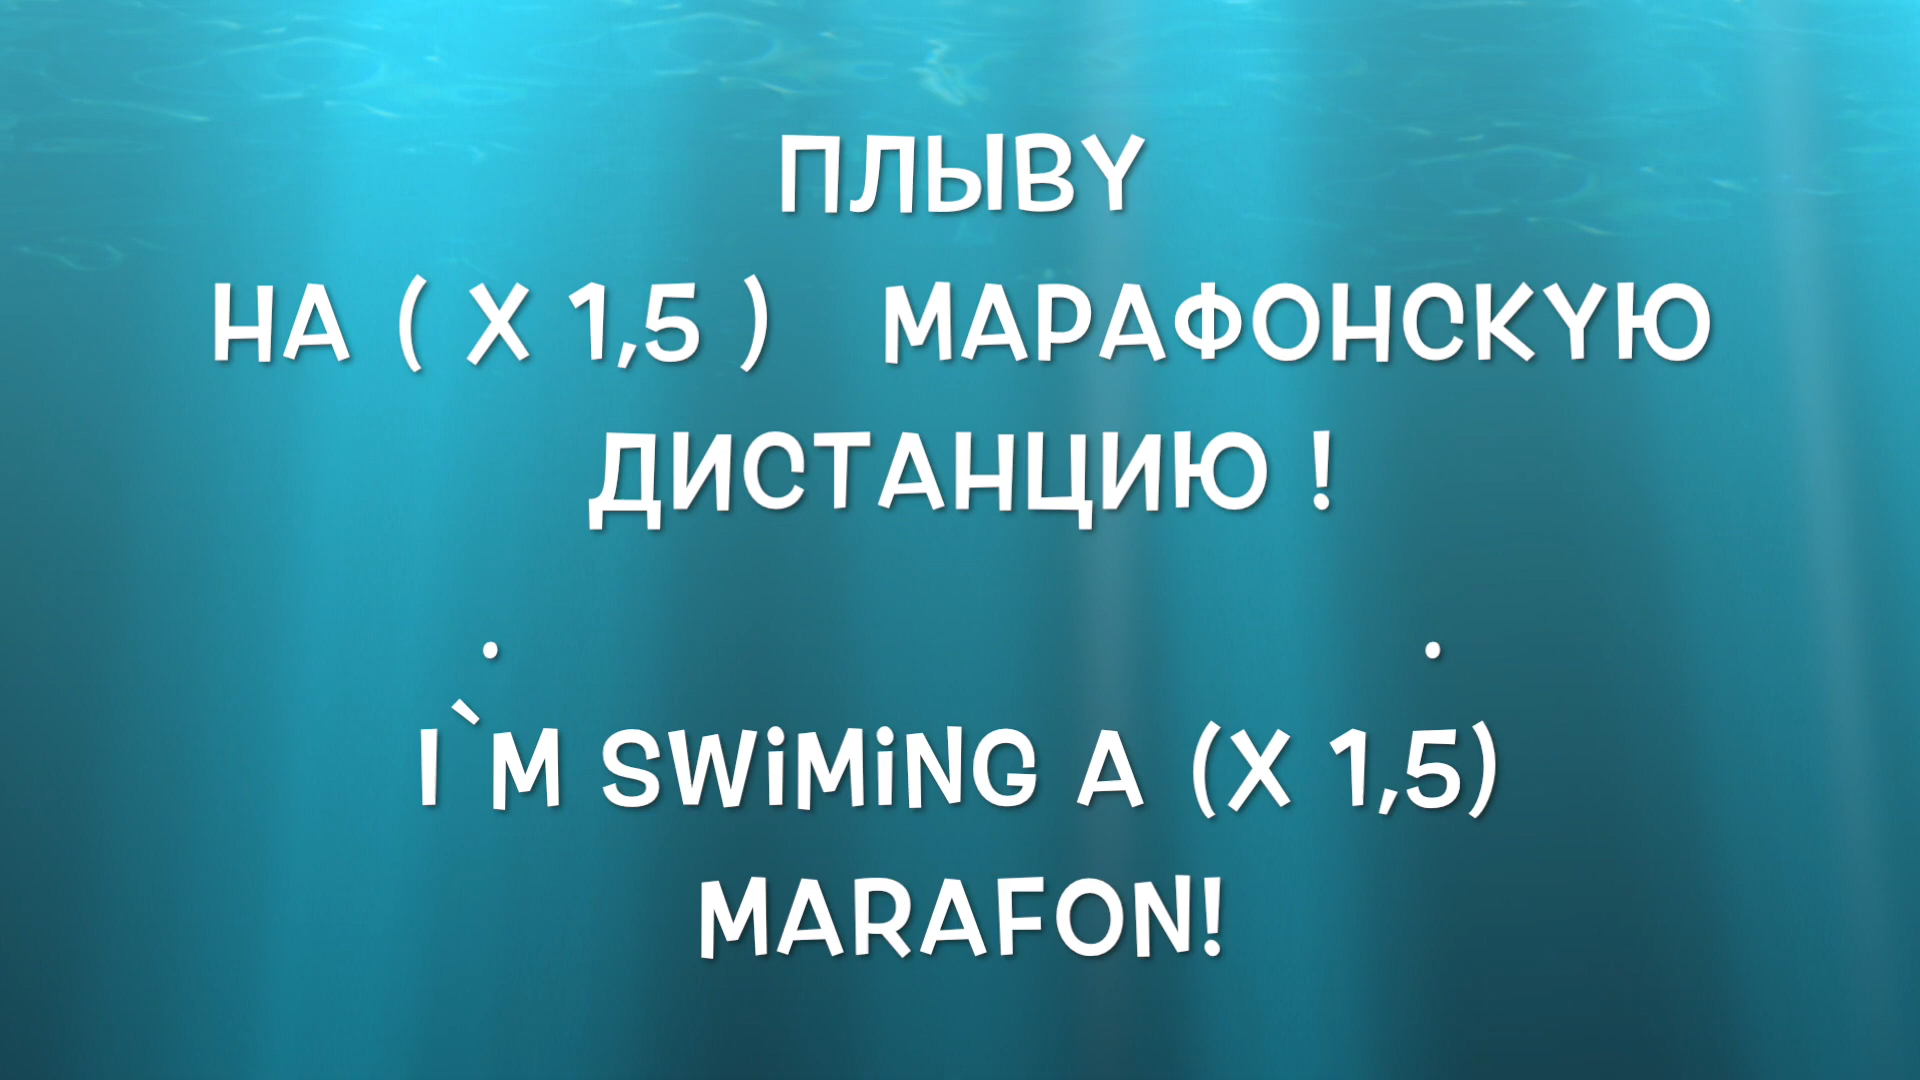 ПЛЫВУ
НА ( Х 1,5 ) МАРАФОНСКУЮ
ДИСТАНЦИЮ !
. .
I`M SWiMiNG A (X 1,5)
MARAFON!